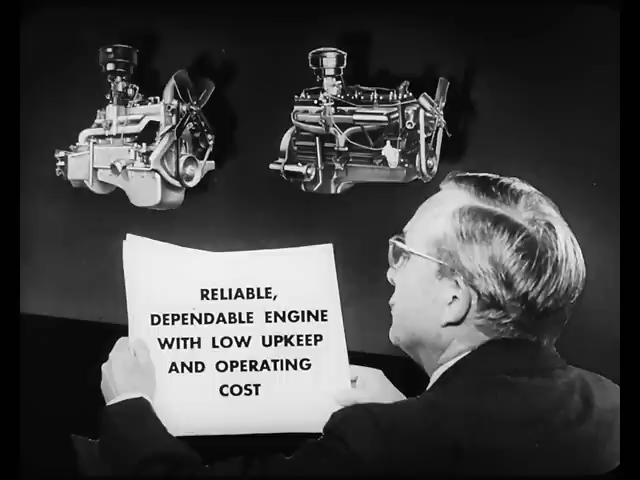 RELIABLE,
DEPENDABLE ENGINE
WITH LOW UPKEEP
AND OPERATING
COST